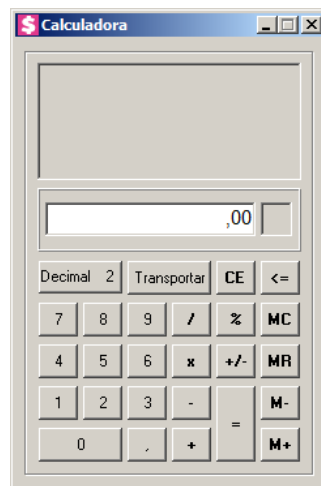 $ Calculadora
,00
Decimal 2 Transportar CE <=
7 8 9 / % MC
4 5 6 x +/- MR
1 2 3 - = M-
0 , + M+